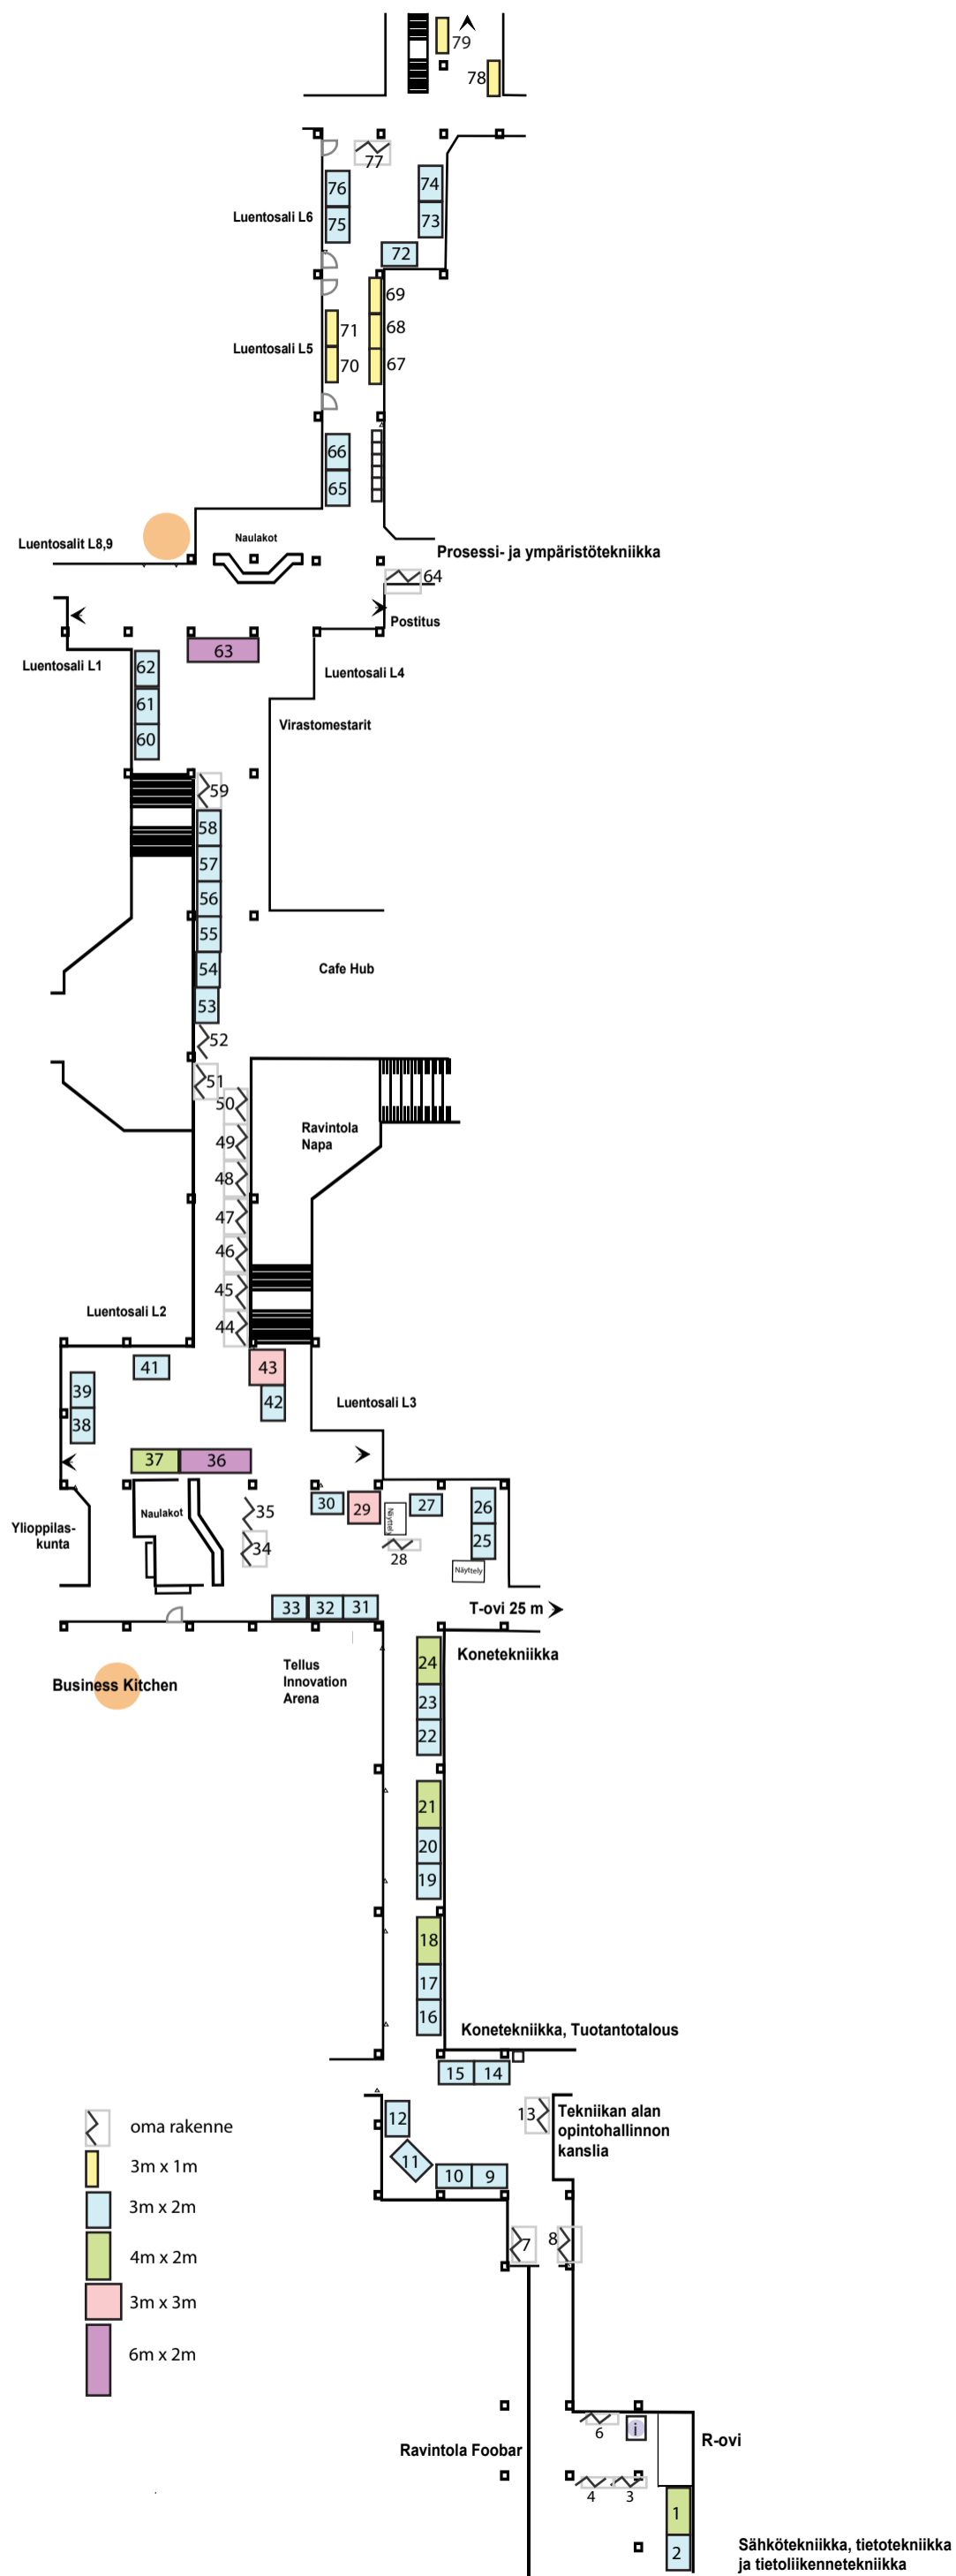 79
78
77
76
74
75
73
Luentosali L6
72
69
71
68
Luentosali L5
70
67
66
65
Naulakot
Luentosalit L8,9
Prosessi- ja ympäristötekniikka
64
Postitus
63
62
Luentosali L1
Luentosali L4
61
Virastomestarit
60
59
58
57
56
55
54
Cafe Hub
53
52
51
50
Ravintola
Napa
49
48
47
46
45
Luentosali L2
44
43
41
39
42
Luentosali L3
38
37
36
30
29
27
26
35
Naulakot
Näyttely
Ylioppilas-
kunta
25
34
28
Näyttely
33
32
31
T-ovi 25 m
24
Konetekniikka
Tellus
Innovation
Arena
Business Kitchen
23
22
21
20
19
18
17
16
Konetekniikka, Tuotantotalous
15
14
13
Tekniikan alan
opintohallinnon
kanslia
12
11
10
9
7
8
oma rakenne
3m x 1m
3m x 2m
4m x 2m
3m x 3m
6m x 2m
6
i
R-ovi
Ravintola Foobar
4
3
1
2
Sähkötekniikka, tietotekniikka
ja tietoliikennetekniikka